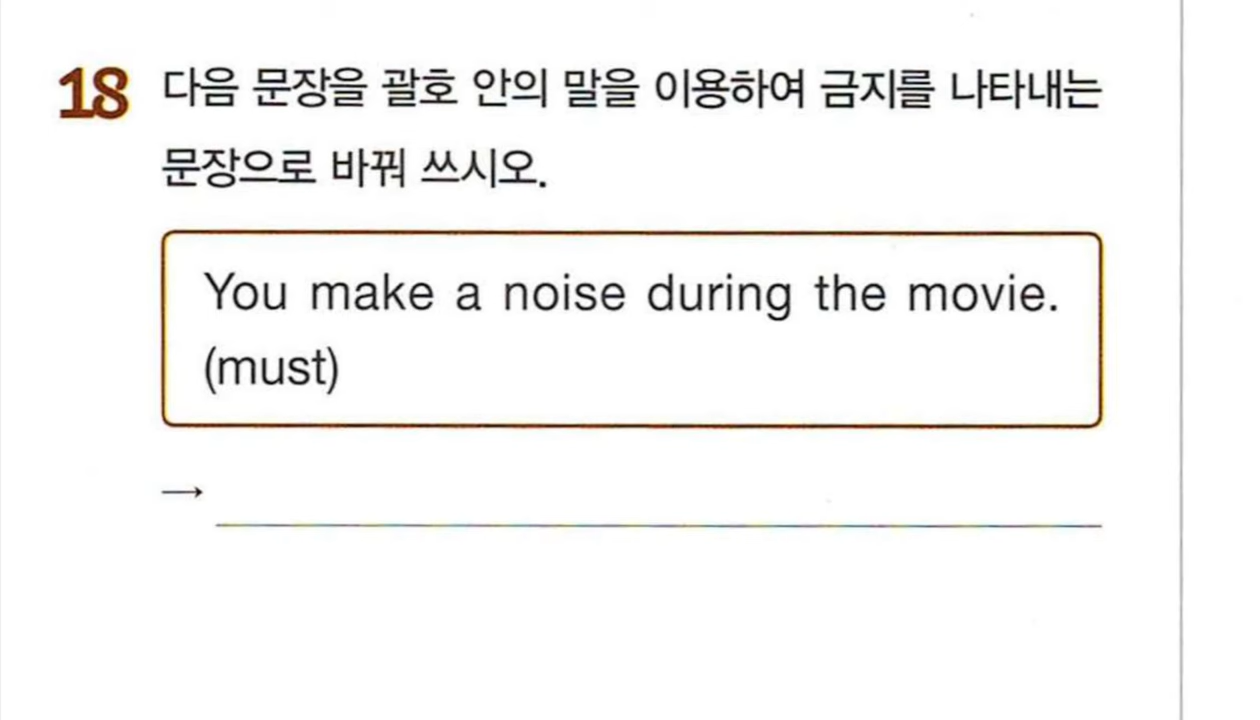 18 다음 문장을 괄호 안의 말을 이용하여 금지를 나타내는
문장으로 바꿔 쓰시오.
You make a noise during the movie.
(must)
→